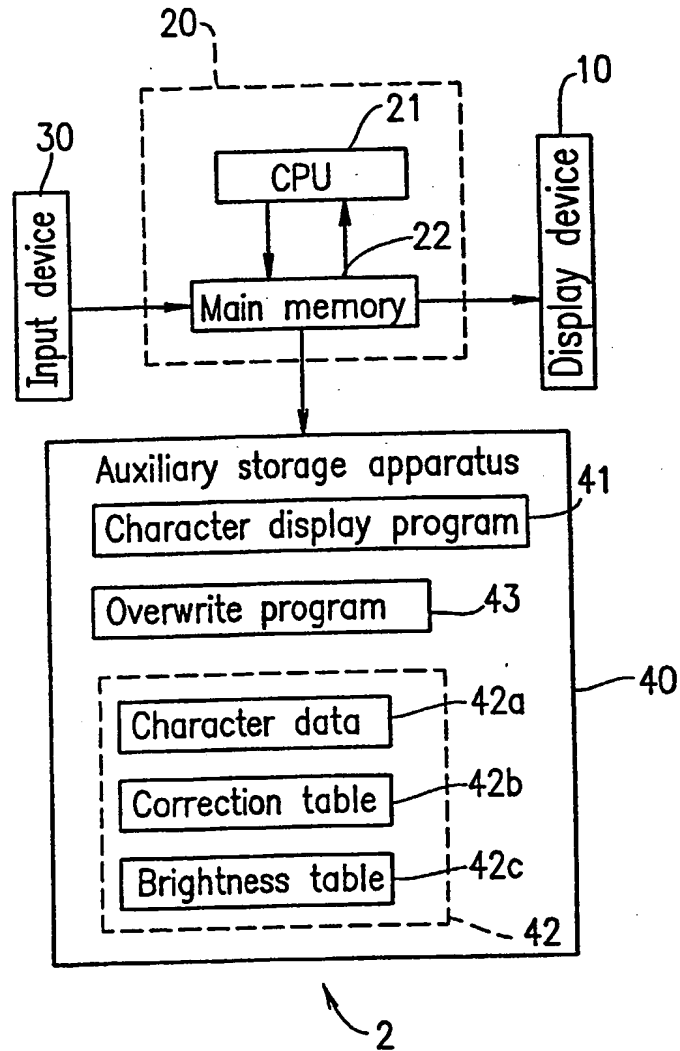 20
10
21
30
CPU
22
Input device
Main memory
Display device
Auxiliary storage apparatus
41
Character display program
Overwrite program
43
40
Character data
42a
Correction table
42b
Brightness table
42c
42
2